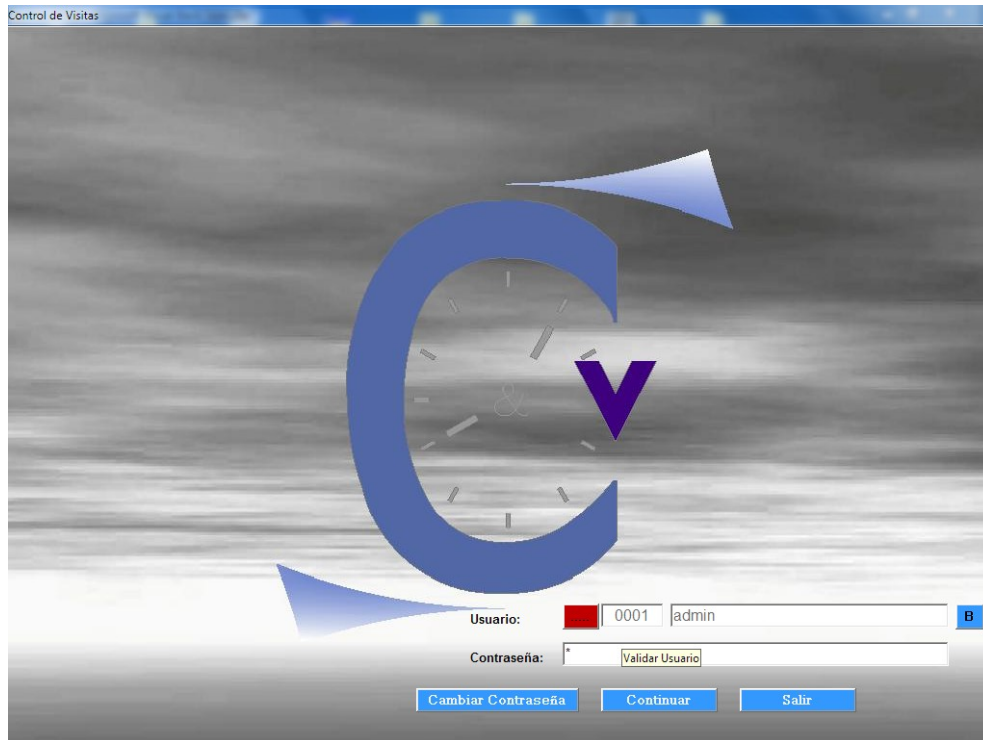 Control de Visitas
C
&
V
Usuario: ..... 0001 admin B
Contraseña: *
Validar Usuario
Cambiar Contraseña Continuar Salir